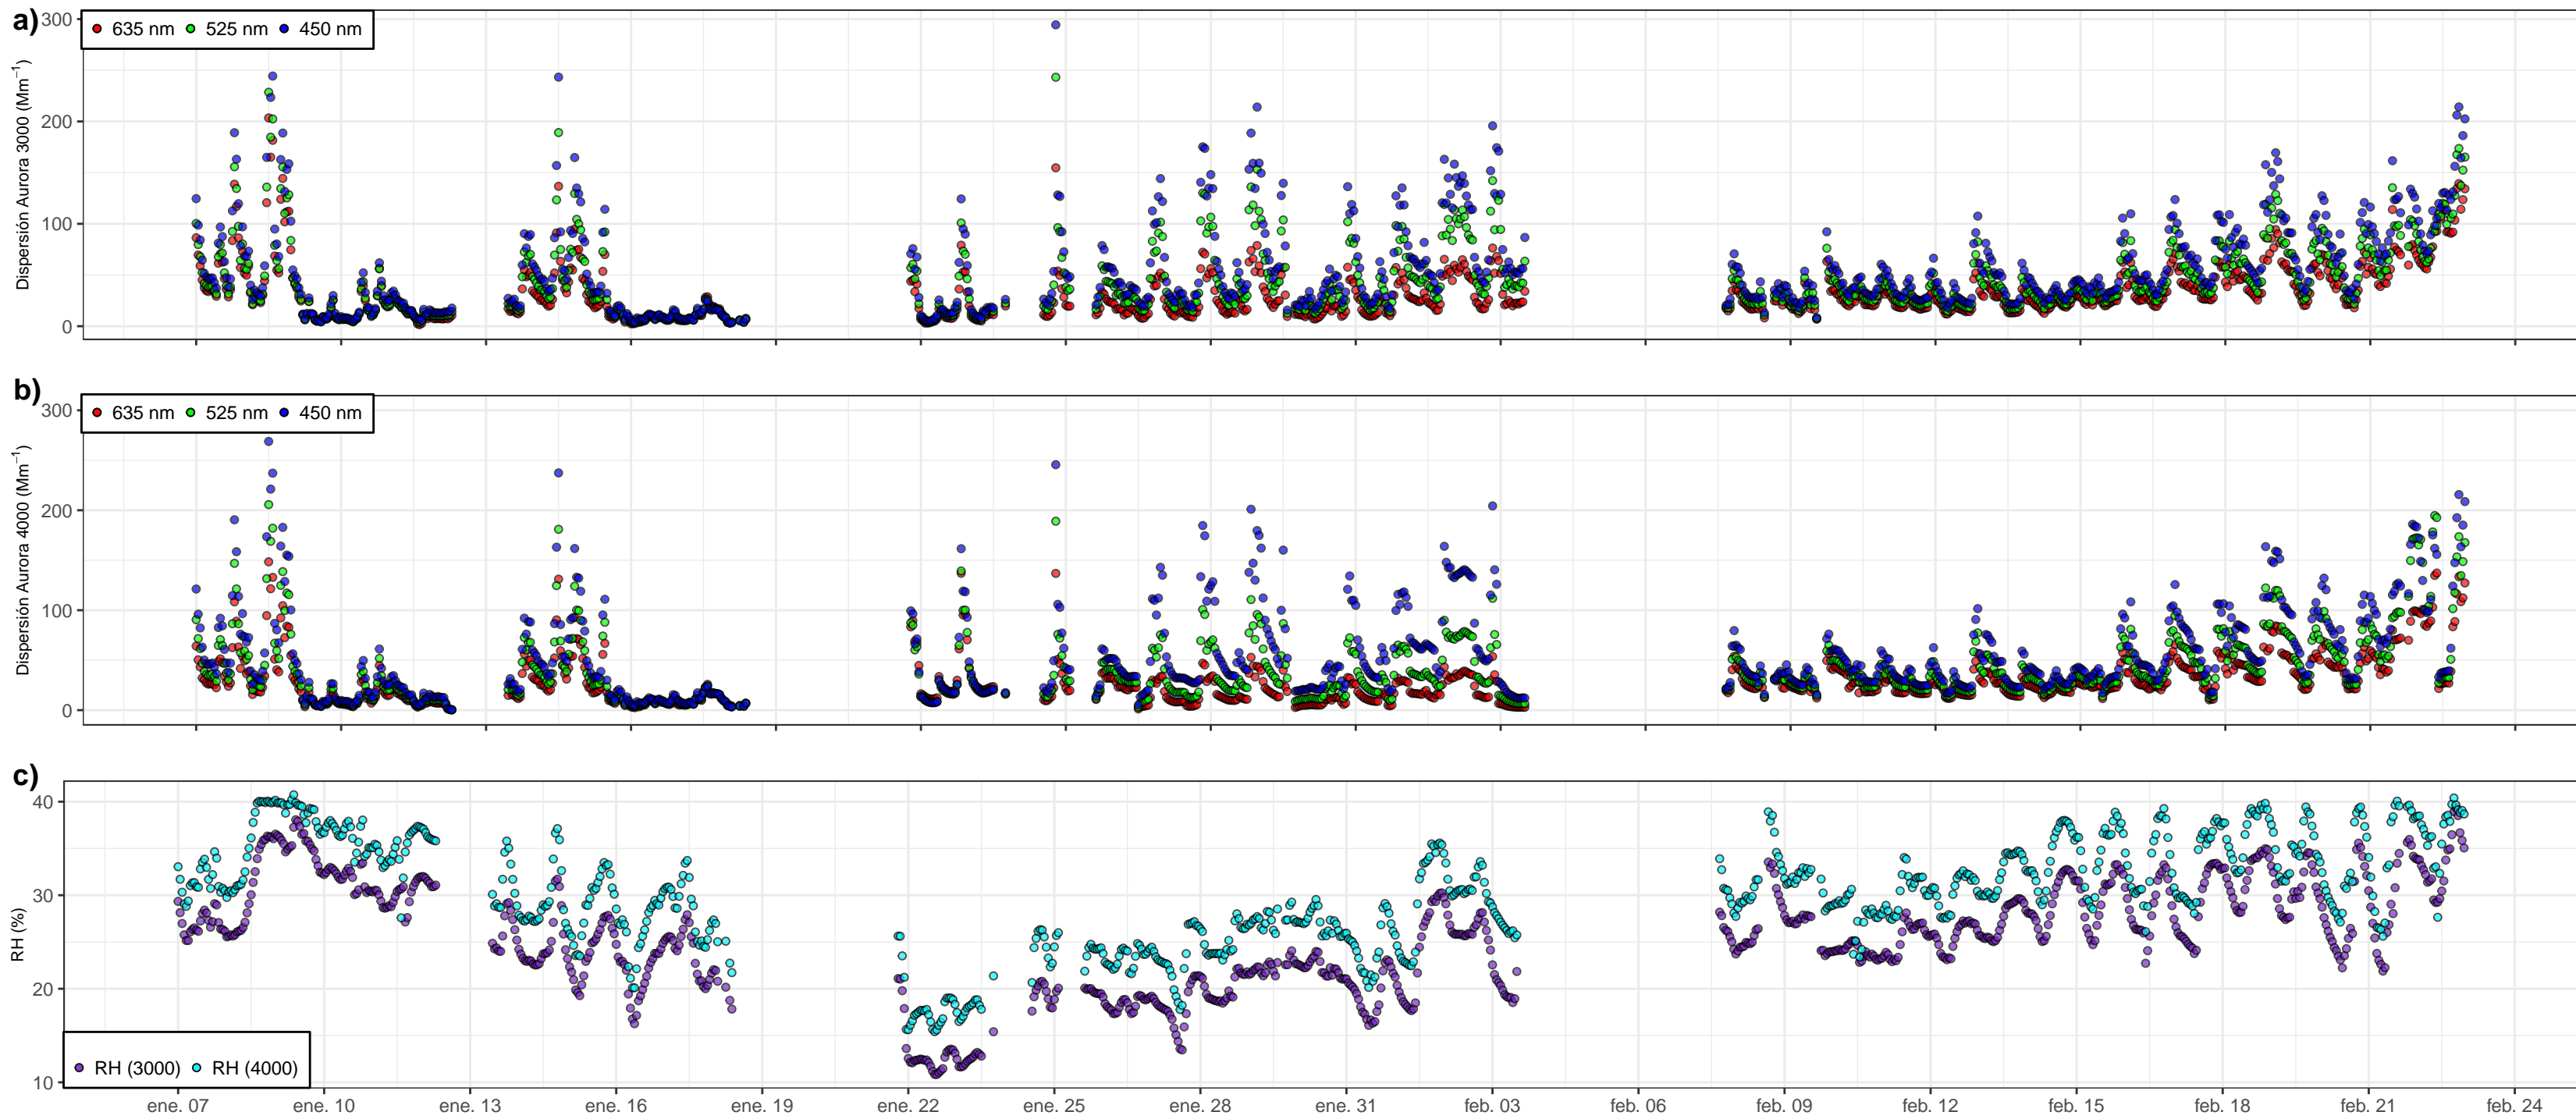 a)
300
635 nm 525 nm 450 nm
200
100
0
Dispersión Aurora 3000 (Mm⁻¹)
b)
300
635 nm 525 nm 450 nm
200
100
0
Dispersión Aurora 4000 (Mm⁻¹)
c)
40
30
20
10
RH (%)
RH (3000) RH (4000)
ene. 07 ene. 10 ene. 13 ene. 16 ene. 19 ene. 22 ene. 25 ene. 28 ene. 31 feb. 03 feb. 06 feb. 09 feb. 12 feb. 15 feb. 18 feb. 21 feb. 24